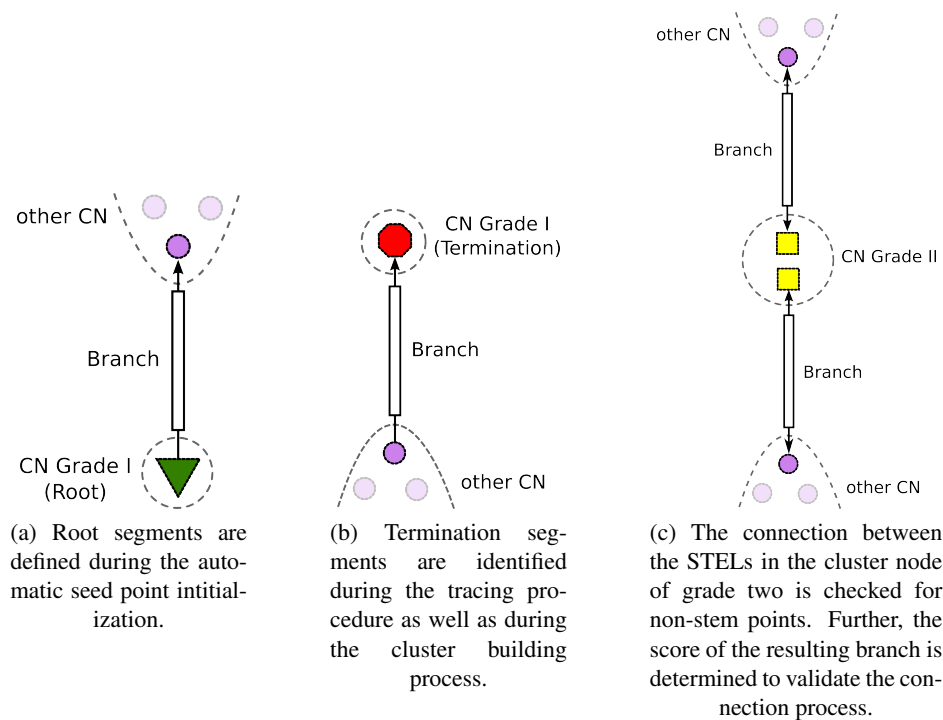 other CN
Branch
CN Grade I
(Root)
(a) Root segments are
defined during the auto-
matic seed point intitial-
ization.
CN Grade I
(Termination)
Branch
other CN
(b) Termination seg-
ments are identified
during the tracing pro-
cedure as well as during
the cluster building
process.
other CN
Branch
CN Grade II
Branch
other CN
(c) The connection between
the STELs in the cluster node
of grade two is checked for
non-stem points. Further, the
score of the resulting branch is
determined to validate the con-
nection process.